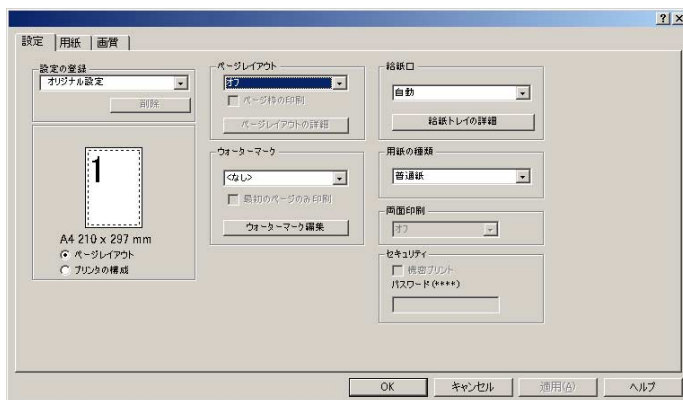 設定 用紙 画質
設定の登録
オリジナル設定
削除
1
A4 210 x 297 mm
ページレイアウト
プリンタの構成
ページレイアウト
オフ
ページ枠の印刷
ページレイアウトの詳細
ウォーターマーク
<なし>
最初のページのみ印刷
ウォーターマーク編集
給紙口
自動
給紙トレイの詳細
用紙の種類
普通紙
両面印刷
オフ
セキュリティ
機密プリント
パスワード(****)
OK キャンセル 適用(A) ヘルプ